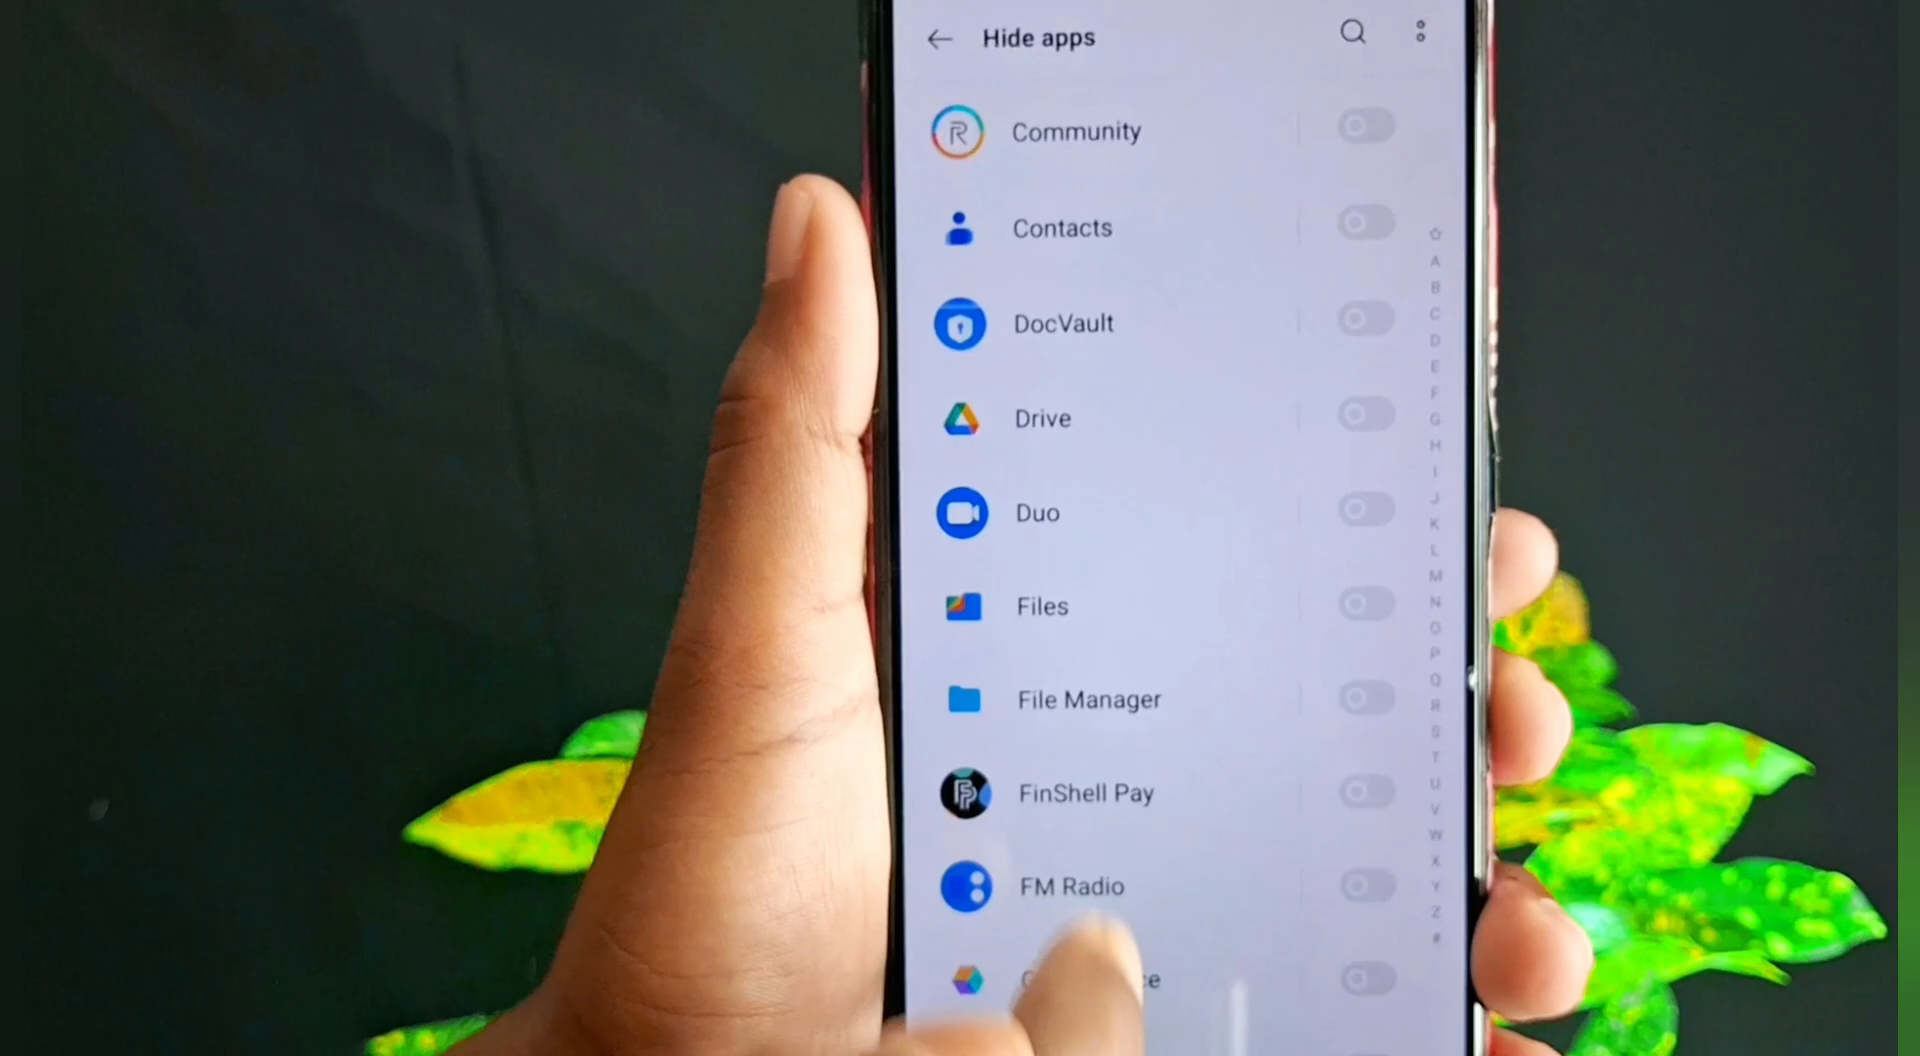 Hide apps
Community
Contacts
DocVault
Drive
Duo
Files
File Manager
FinShell Pay
FM Radio
A
B
C
D
E
F
G
H
I
J
K
L
M
N
O
P
Q
R
S
T
U
V
W
X
Y
Z
#